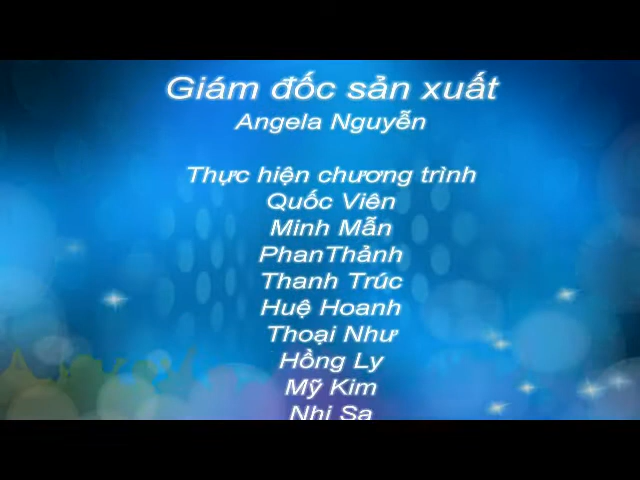 Giám đốc sản xuất
Angela Nguyễn
Thực hiện chương trình
Quốc Viên
Minh Mẫn
PhanThảnh
Thanh Trúc
Huệ Hoanh
Thoại Như
Hồng Ly
Mỹ Kim
Nhi Sa